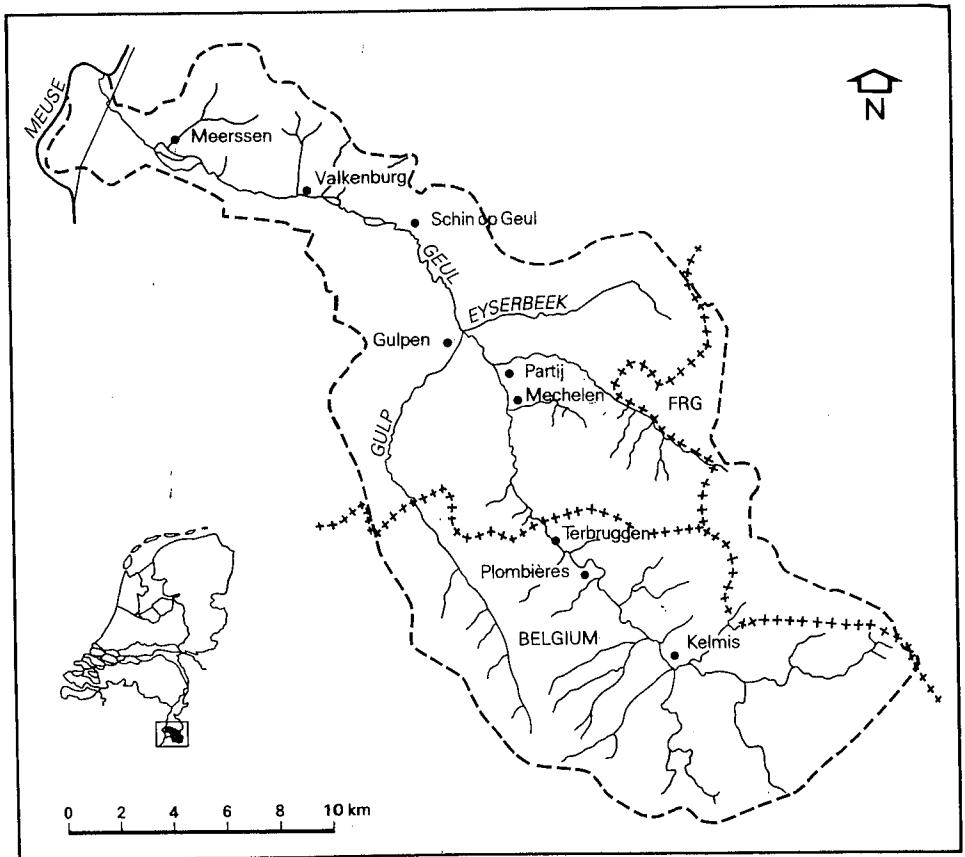 MEUSE
N
Meerssen
Valkenburg
Schin op Geul
GEUL
EYSERBEEK
Gulpen
Partij
Mechelen
FRG
GULP
Terbruggen
Plombières
BELGIUM
Kelmis
0 2 4 6 8 10 km